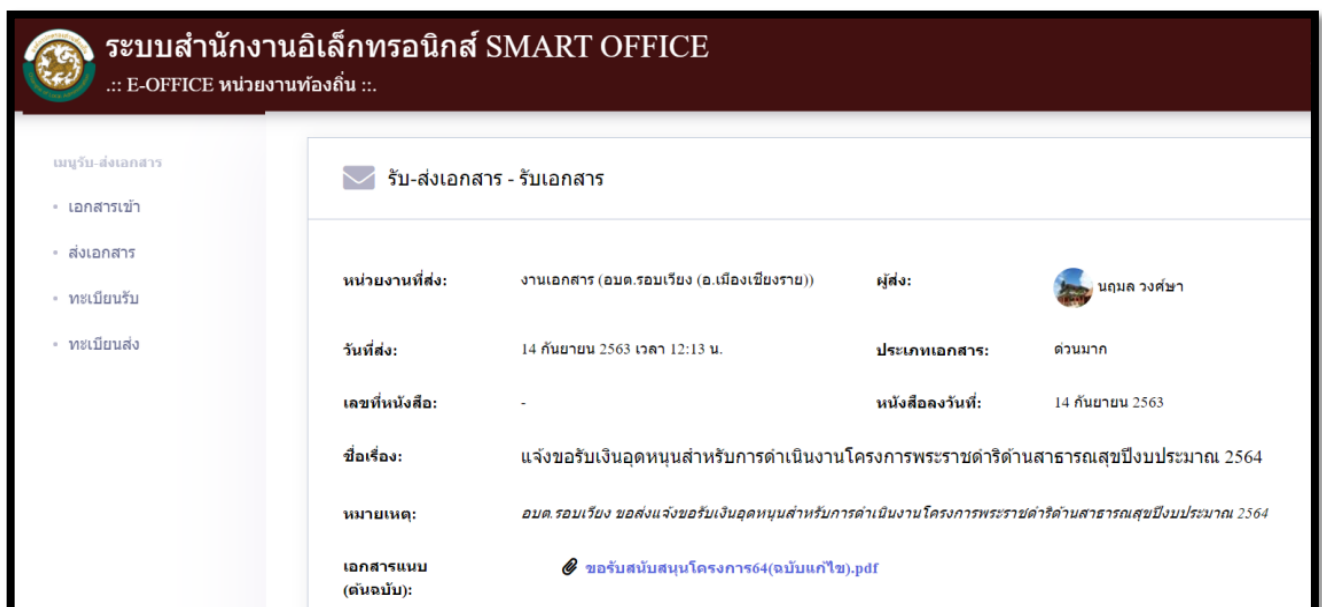 ระบบสำนักงานอิเล็กทรอนิกส์ SMART OFFICE
.:: E-OFFICE หน่วยงานท้องถิ่น ::.
เมนูรับ-ส่งเอกสาร
เอกสารเข้า
ส่งเอกสาร
ทะเบียนรับ
ทะเบียนส่ง
รับ-ส่งเอกสาร - รับเอกสาร
หน่วยงานที่ส่ง: งานเอกสาร (อบต.รอบเวียง (อ.เมืองเชียงราย)) ผู้ส่ง: นฤมล วงศ์ษา
วันที่ส่ง: 14 กันยายน 2563 เวลา 12:13 น. ประเภทเอกสาร: ด่วนมาก
เลขที่หนังสือ: - หนังสือลงวันที่: 14 กันยายน 2563
ชื่อเรื่อง: แจ้งขอรับเงินอุดหนุนสำหรับการดำเนินงานโครงการพระราชดำริด้านสาธารณสุขปีงบประมาณ 2564
หมายเหตุ: อบต.รอบเวียง ขอส่งแจ้งขอรับเงินอุดหนุนสำหรับการดำเนินงานโครงการพระราชดำริด้านสาธารณสุขปีงบประมาณ 2564
เอกสารแนบ ขอรับสนับสนุนโครงการ64(ฉบับแก้ไข).pdf
(ต้นฉบับ):